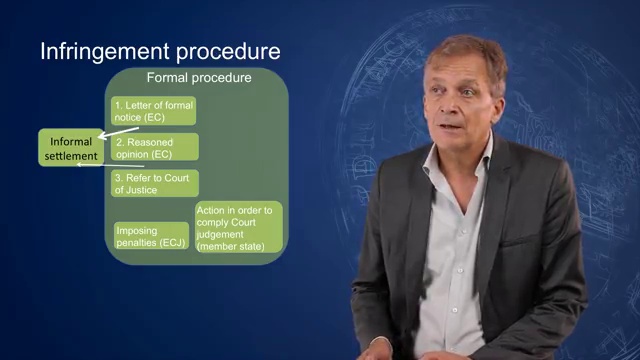 Infringement procedure
Formal procedure
1. Letter of formal
notice (EC)
Informal
settlement
2. Reasoned
opinion (EC)
3. Refer to Court
of Justice
Imposing
penalties (ECJ)
Action in order to
comply Court
judgement
(member state)